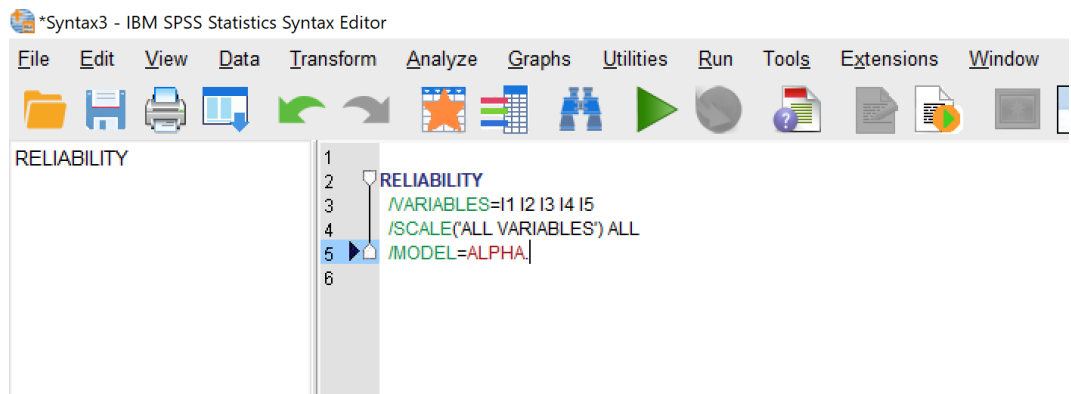 *Syntax3 - IBM SPSS Statistics Syntax Editor
File Edit View Data Transform Analyze Graphs Utilities Run Tools Extensions Window
RELIABILITY
1
2 RELIABILITY
3 /VARIABLES=I1 I2 I3 I4 I5
4 /SCALE('ALL VARIABLES') ALL
5 /MODEL=ALPHA.
6